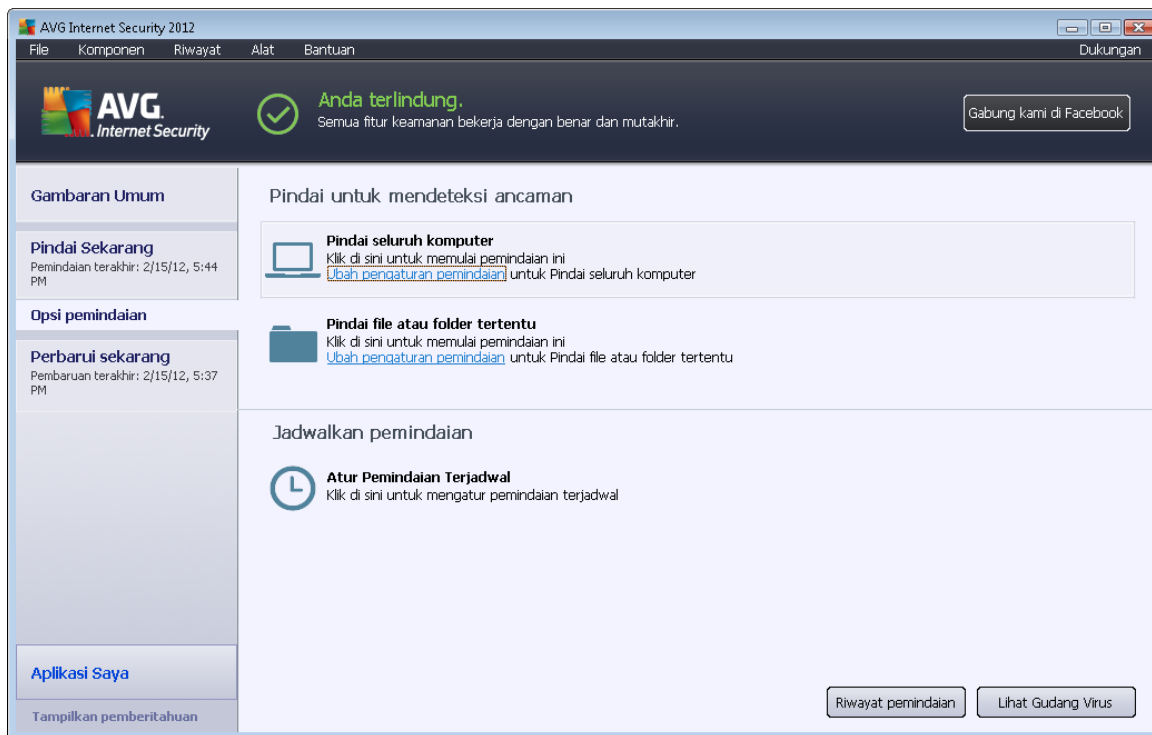 AVG Internet Security 2012
File Komponen Riwayat Alat Bantuan Dukungan
AVG.
Internet Security
Anda terlindung.
Semua fitur keamanan bekerja dengan benar dan mutakhir.
Gabung kami di Facebook
Gambaran Umum
Pindai Sekarang
Pemindaian terakhir: 2/15/12, 5:44
PM
Opsi pemindaian
Perbarui sekarang
Pembaruan terakhir: 2/15/12, 5:37
PM
Aplikasi Saya
Tampilkan pemberitahuan
Pindai untuk mendeteksi ancaman
Pindai seluruh komputer
Klik di sini untuk memulai pemindaian ini
Ubah pengaturan pemindaian untuk Pindai seluruh komputer
Pindai file atau folder tertentu
Klik di sini untuk memulai pemindaian ini
Ubah pengaturan pemindaian untuk Pindai file atau folder tertentu
Jadwalkan pemindaian
Atur Pemindaian Terjadwal
Klik di sini untuk mengatur pemindaian terjadwal
Riwayat pemindaian
Lihat Gudang Virus